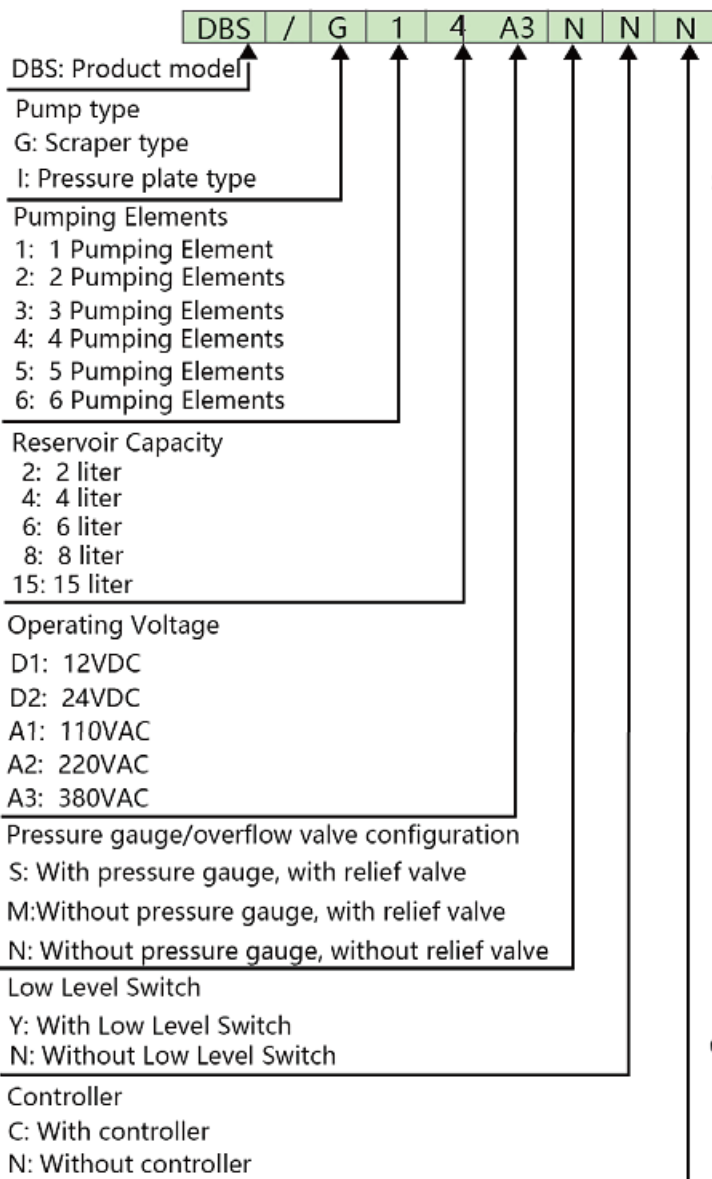 DBS / G 1 4 A3 N N N
DBS: Product model
Pump type
G: Scraper type
I: Pressure plate type
Pumping Elements
1: 1 Pumping Element
2: 2 Pumping Elements
3: 3 Pumping Elements
4: 4 Pumping Elements
5: 5 Pumping Elements
6: 6 Pumping Elements
Reservoir Capacity
2: 2 liter
4: 4 liter
6: 6 liter
8: 8 liter
15: 15 liter
Operating Voltage
D1: 12VDC
D2: 24VDC
A1: 110VAC
A2: 220VAC
A3: 380VAC
Pressure gauge/overflow valve configuration
S: With pressure gauge, with relief valve
M:Without pressure gauge, with relief valve
N: Without pressure gauge, without relief valve
Low Level Switch
Y: With Low Level Switch
N: Without Low Level Switch
Controller
C: With controller
N: Without controller